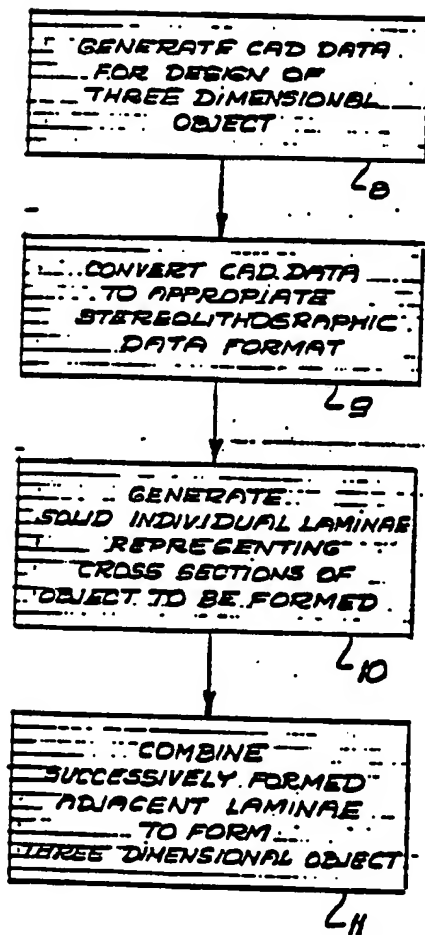 GENERATE CAD DATA
FOR DESIGN OF
THREE DIMENSIONAL
OBJECT
8
CONVERT CAD DATA
TO APPROPIATE
STEREOLITHOGRAPHIC
DATA FORMAT
9
GENERATE
SOLID INDIVIDUAL LAMINAE
REPRESENTING
CROSS SECTIONS OF
OBJECT TO BE FORMED
10
COMBINE
SUCCESSIVELY FORMED
ADJACENT LAMINAE
TO FORM
THREE DIMENSIONAL OBJECT
11